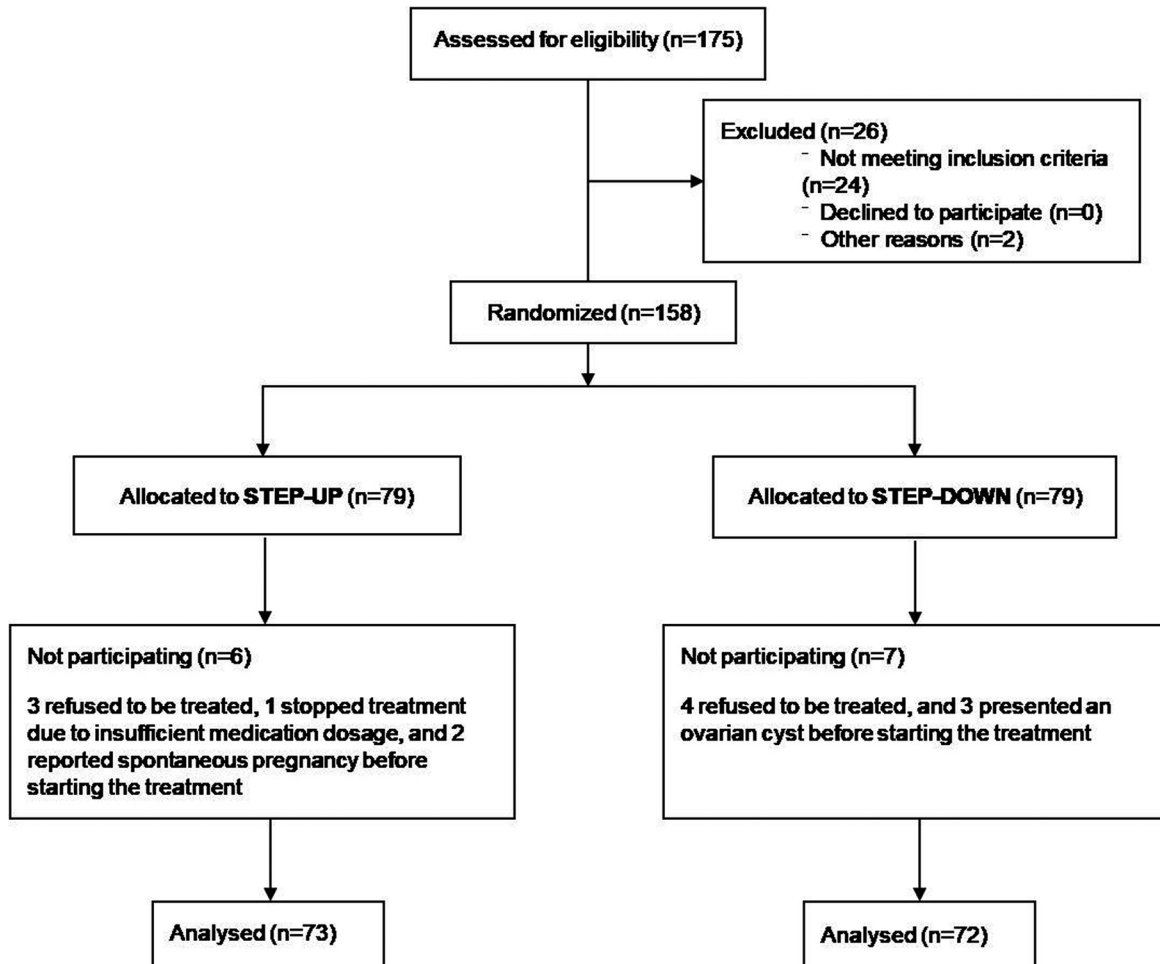 Assessed for eligibility (n=175)
Excluded (n=26)
- Not meeting inclusion criteria
(n=24)
- Declined to participate (n=0)
- Other reasons (n=2)
Randomized (n=158)
Allocated to STEP-UP (n=79)
Allocated to STEP-DOWN (n=79)
Not participating (n=6)
3 refused to be treated, 1 stopped treatment
due to insufficient medication dosage, and 2
reported spontaneous pregnancy before
starting the treatment
Not participating (n=7)
4 refused to be treated, and 3 presented an
ovarian cyst before starting the treatment
Analysed (n=73)
Analysed (n=72)